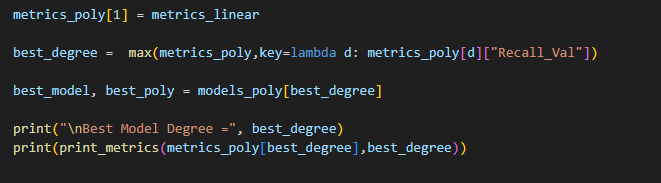 metrics_poly[1] = metrics_linear
best_degree =  max(metrics_poly,key=lambda d: metrics_poly[d]["Recall_Val"])
best_model, best_poly = models_poly[best_degree]
print("\nBest Model Degree =", best_degree)
print(print_metrics(metrics_poly[best_degree],best_degree))